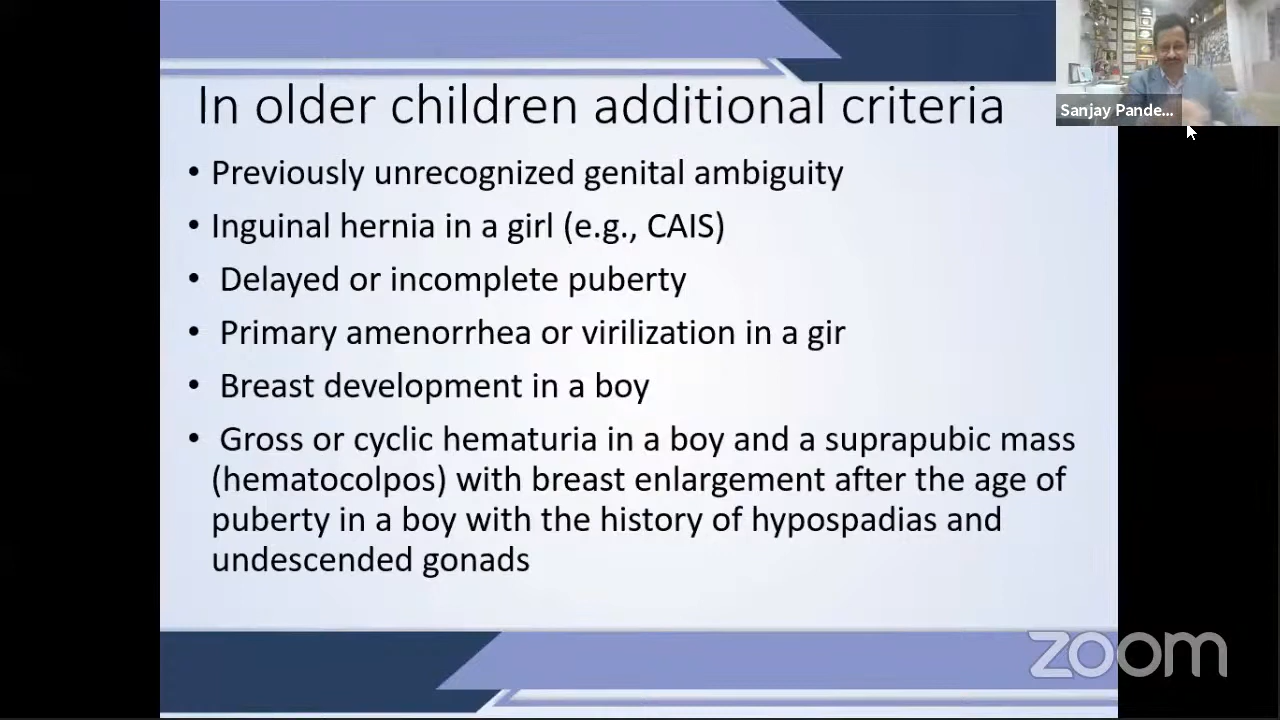 In older children additional criteria
Sanjay Pande...
• Previously unrecognized genital ambiguity
• Inguinal hernia in a girl (e.g., CAIS)
• Delayed or incomplete puberty
• Primary amenorrhea or virilization in a gir
• Breast development in a boy
• Gross or cyclic hematuria in a boy and a suprapubic mass
(hematocolpos) with breast enlargement after the age of
puberty in a boy with the history of hypospadias and
undescended gonads
zoom